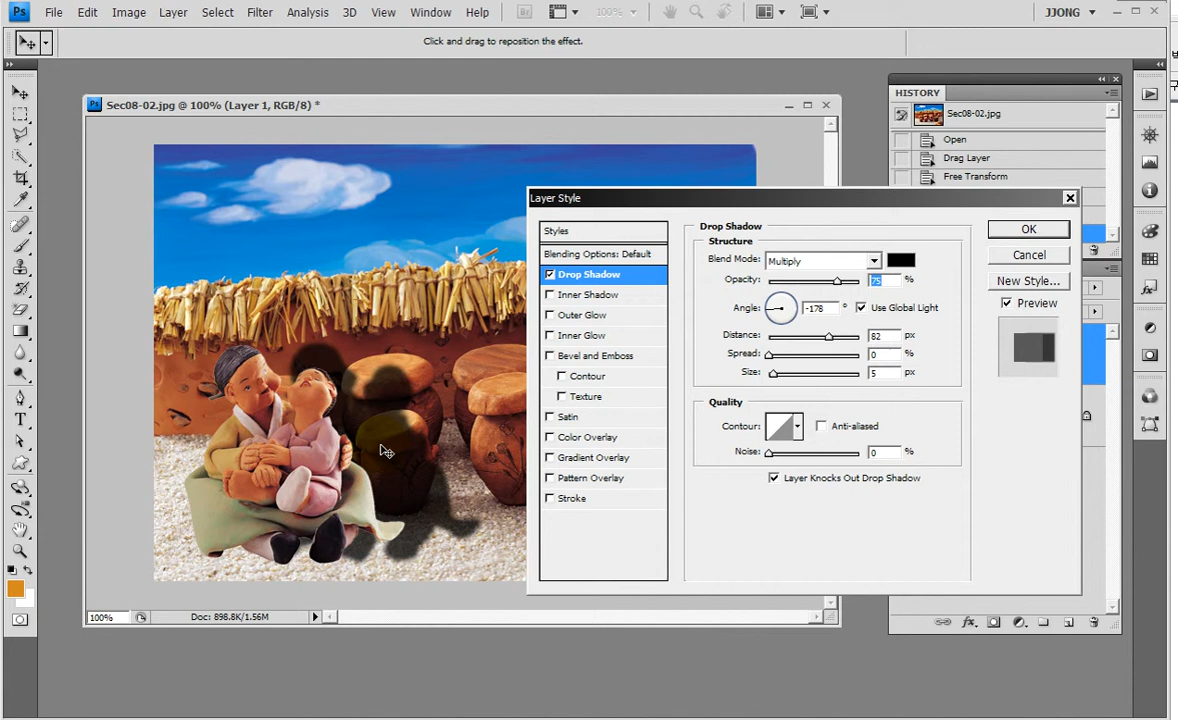 Ps File Edit Image Layer Select Filter Analysis 3D View Window Help Br 100% JJONG
Click and drag to reposition the effect.
Ps Sec08-02.jpg @ 100% (Layer 1, RGB/8) *
HISTORY
Sec08-02.jpg
Open
Drag Layer
Free Transform
Layer Style
Styles
Blending Options: Default
Drop Shadow
Inner Shadow
Outer Glow
Inner Glow
Bevel and Emboss
Contour
Texture
Satin
Color Overlay
Gradient Overlay
Pattern Overlay
Stroke
Drop Shadow
Structure
Blend Mode: Multiply
Opacity: 75 %
Angle: -178 ° Use Global Light
Distance: 82 px
Spread: 0 %
Size: 5 px
Quality
Contour: Anti-aliased
Noise: 0 %
Layer Knocks Out Drop Shadow
OK
Cancel
New Style...
Preview
100% Doc: 898.8K/1.56M
fx